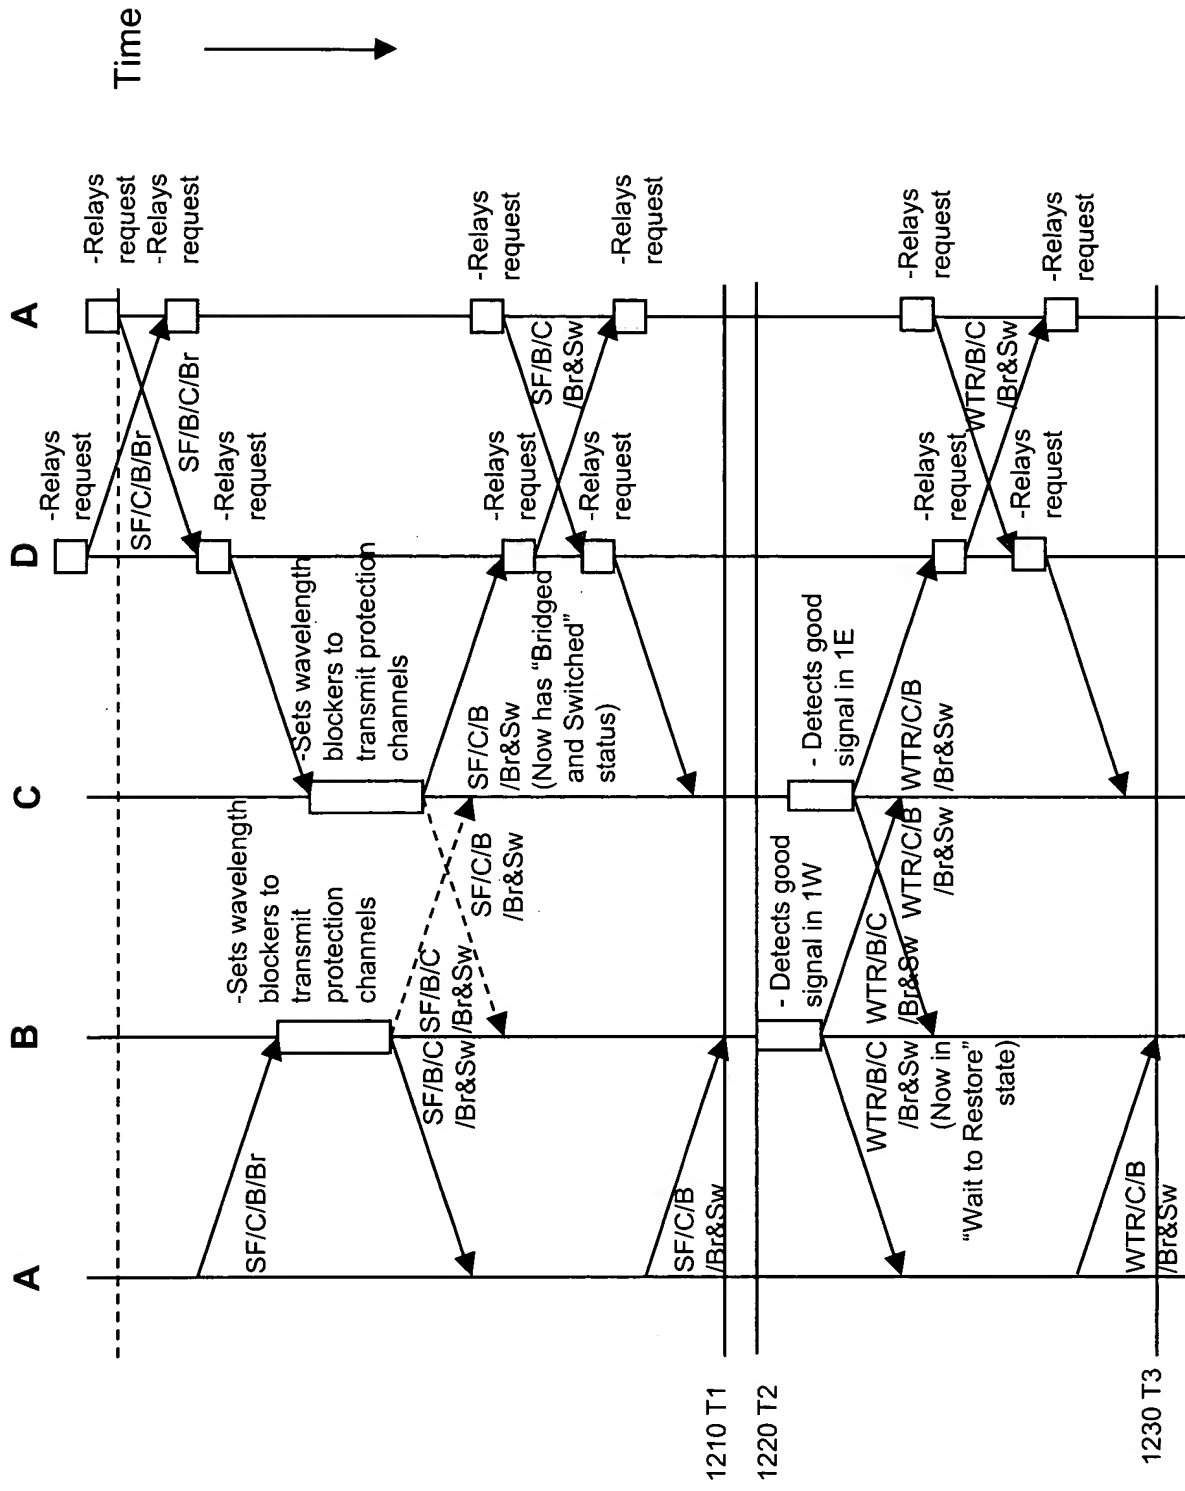 A
B
C
D
A
Time
-Relays
request
-Relays
request
-Relays
request
SF/C/B/Br
SF/B/C/Br
-Relays
request
SF/C/B/Br
-Sets wavelength
blockers to
transmit
protection
channels
-Sets wavelength
blockers to
transmit protection
channels
SF/B/C
/Br&Sw
SF/B/C
/Br&Sw
SF/C/B
/Br&Sw
SF/C/B
/Br&Sw
(Now has "Bridged
and Switched"
status)
-Relays
request
-Relays
request
SF/B/C
/Br&Sw
-Relays
request
-Relays
request
SF/C/B
/Br&Sw
1210 T1
1220 T2
- Detects good
signal in 1W
- Detects good
signal in 1E
WTR/B/C
/Br&Sw
(Now in
"Wait to Restore"
state)
WTR/B/C
/Br&Sw
WTR/C/B
/Br&Sw
WTR/C/B
/Br&Sw
-Relays
request
-Relays
request
WTR/B/C
/Br&Sw
-Relays
request
-Relays
request
WTR/C/B
/Br&Sw
1230 T3